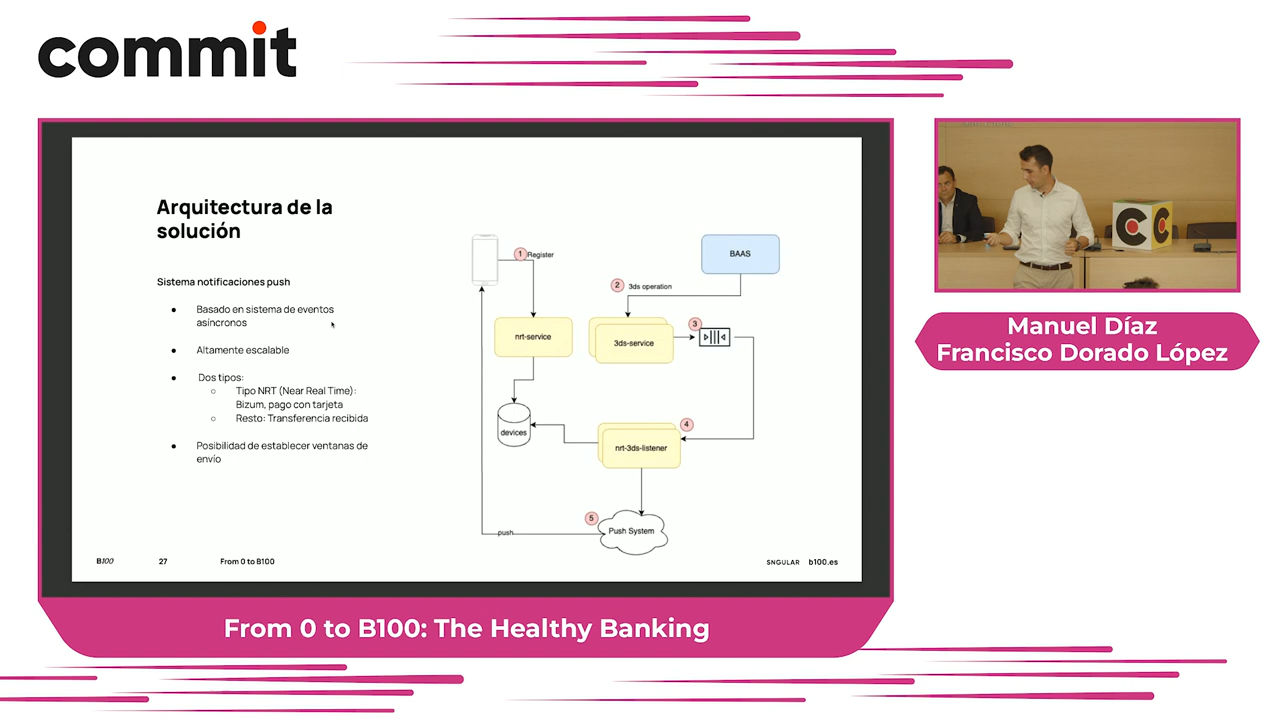 commit
Arquitectura de la
solución
Sistema notificaciones push
Basado en sistema de eventos
asíncronos
Altamente escalable
Dos tipos:
Tipo NRT (Near Real Time):
Bizum, pago con tarjeta
Resto: Transferencia recibida
Posibilidad de establecer ventanas de
envío
1 Register
BAAS
2 3ds operation
nrt-service
3ds-service
3
devices
4
nrt-3ds-listener
5
Push System
push
B100
27
From 0 to B100
SNGULAR
b100.es
C C
Manuel Díaz
Francisco Dorado López
From 0 to B100: The Healthy Banking